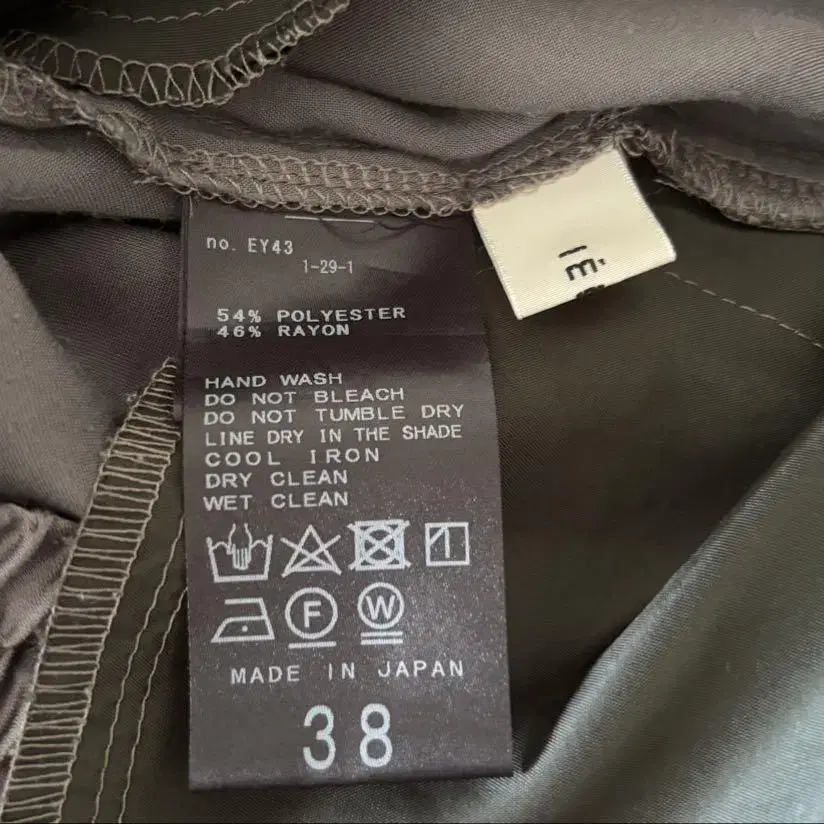 no. EY43
1-29-1
54% POLYESTER
46% RAYON
HAND WASH
DO NOT BLEACH
DO NOT TUMBLE DRY
LINE DRY IN THE SHADE
COOL IRON
DRY CLEAN
WET CLEAN
F W
MADE IN JAPAN
38